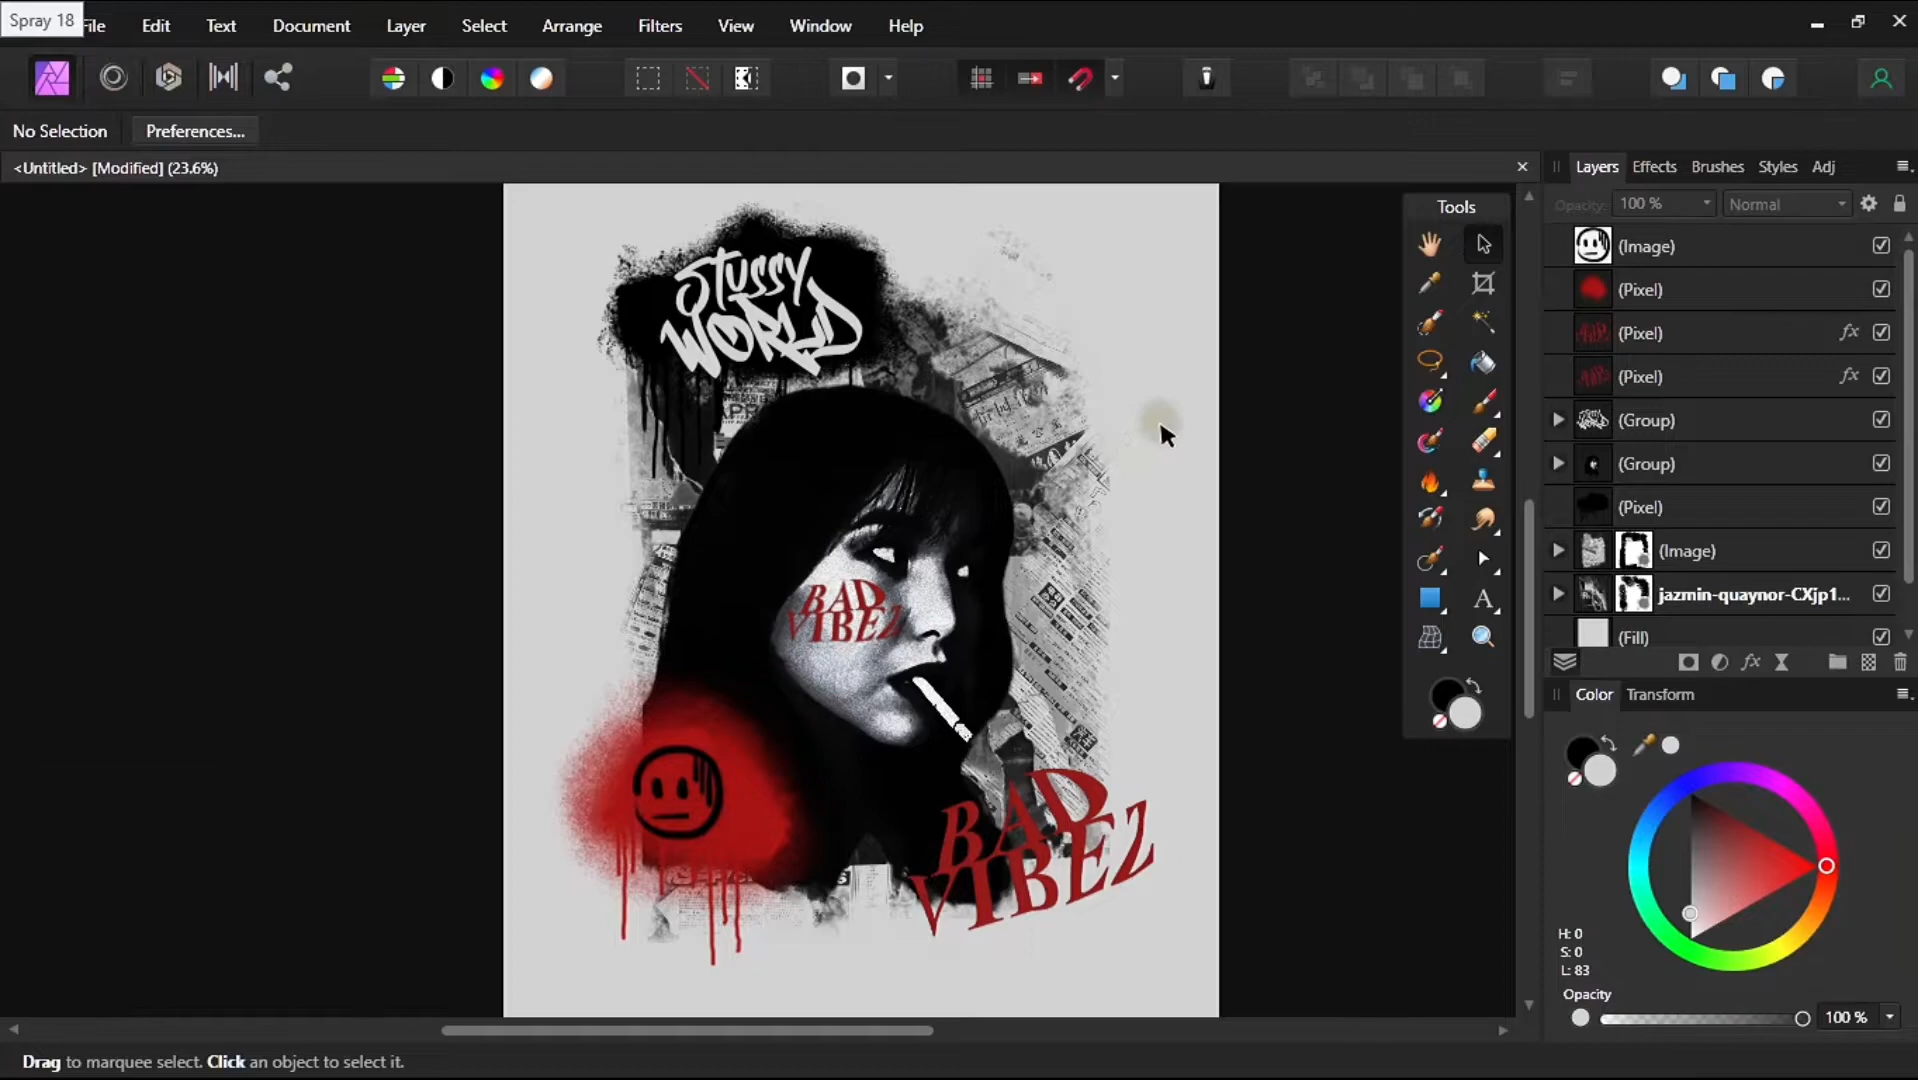 Spray 18
File Edit Text Document Layer Select Arrange Filters View Window Help
No Selection Preferences...
<Untitled> [Modified] (23.6%)
Layers Effects Brushes Styles Adj
Opacity: 100 % Normal
Tools
(Image)
(Pixel)
(Pixel) fx
(Pixel) fx
(Group)
(Group)
(Pixel)
(Image)
jazmin-quaynor-CXjp1...
(Fill)
STUSSY
WORLD
BAD
VIBEZ
BAD
VIBEZ
Color Transform
H: 0
S: 0
L: 83
Opacity
100 %
Drag to marquee select. Click an object to select it.